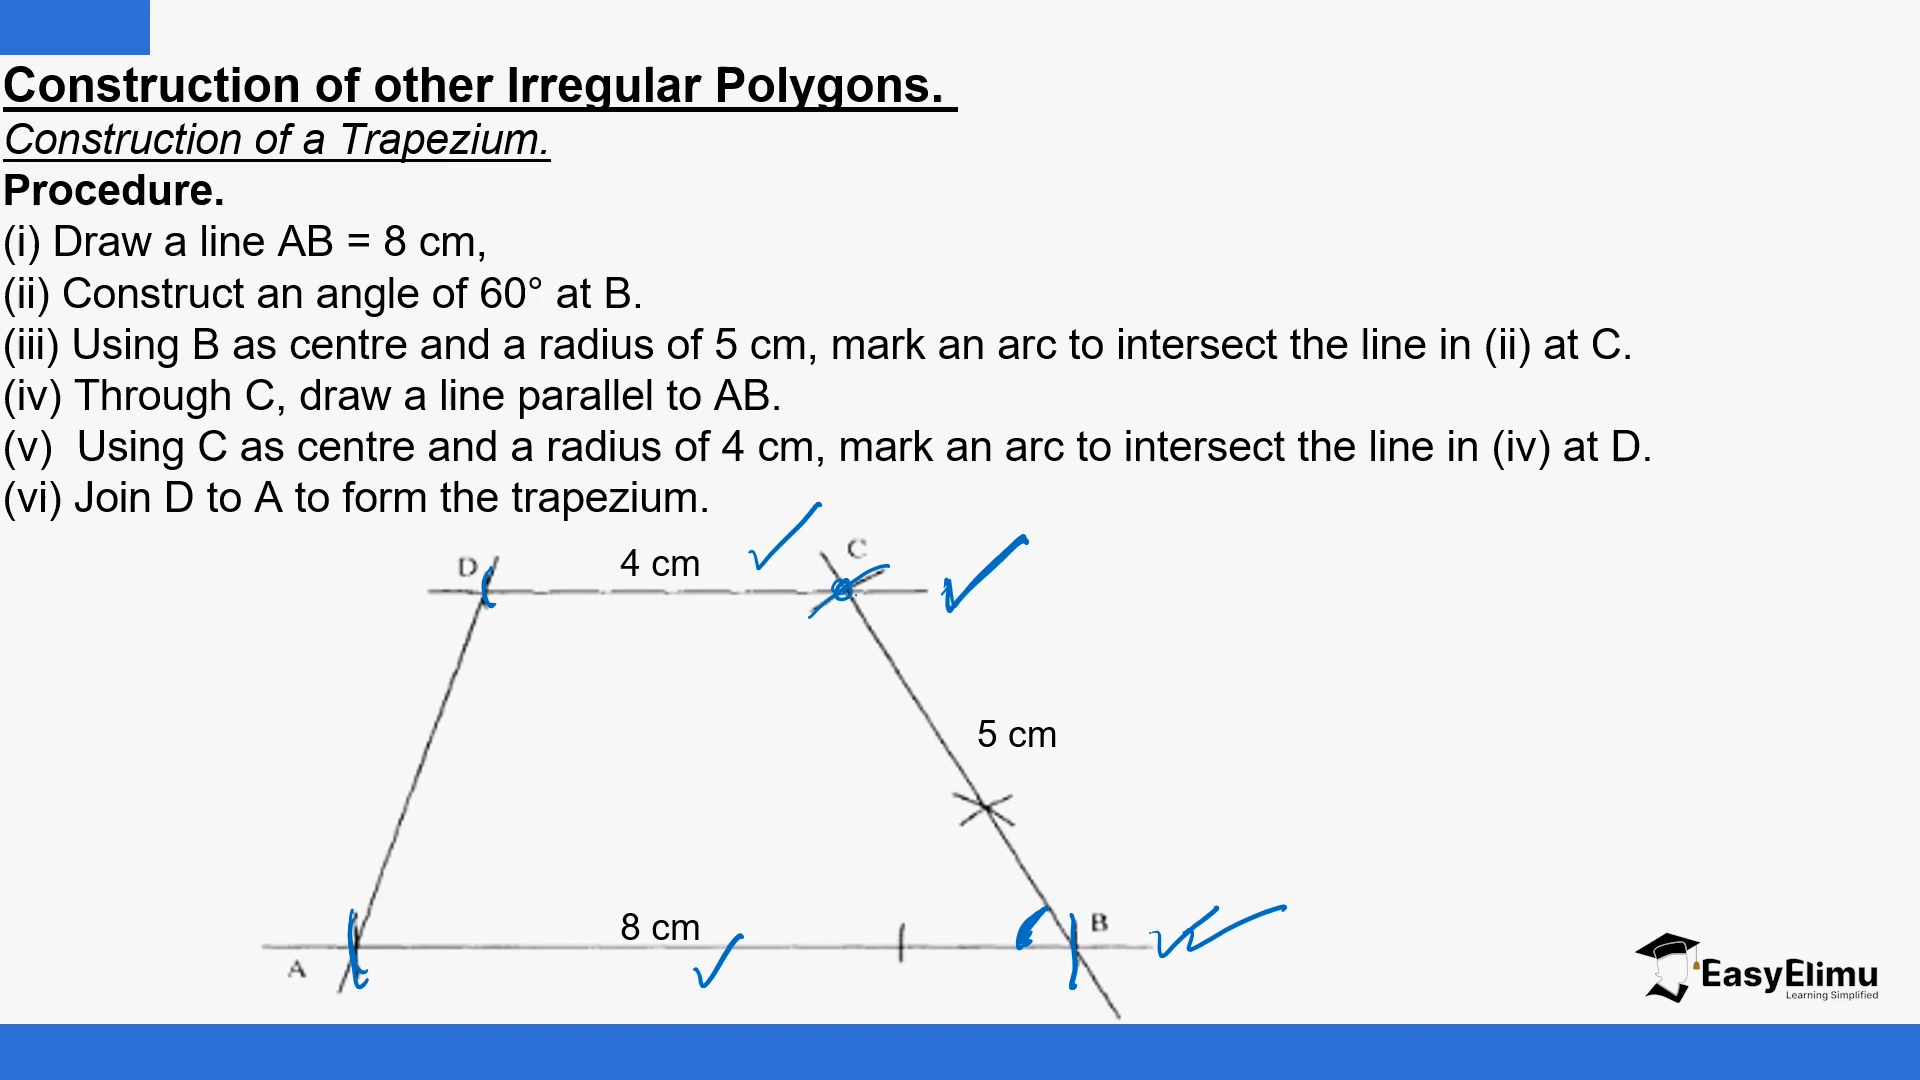 Construction of other Irregular Polygons.
Construction of a Trapezium.
Procedure.
(i) Draw a line AB = 8 cm,
(ii) Construct an angle of 60° at B.
(iii) Using B as centre and a radius of 5 cm, mark an arc to intersect the line in (ii) at C.
(iv) Through C, draw a line parallel to AB.
(v)  Using C as centre and a radius of 4 cm, mark an arc to intersect the line in (iv) at D.
(vi) Join D to A to form the trapezium.
D
4 cm
C
5 cm
8 cm
B
A
EasyElimu
Learning Simplified